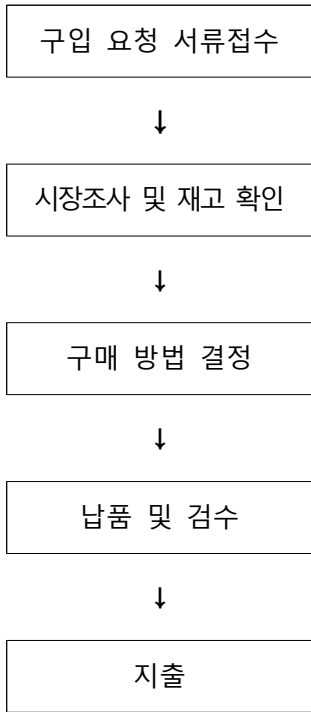 구입 요청 서류접수
↓
시장조사 및 재고 확인
↓
구매 방법 결정
↓
납품 및 검수
↓
지출